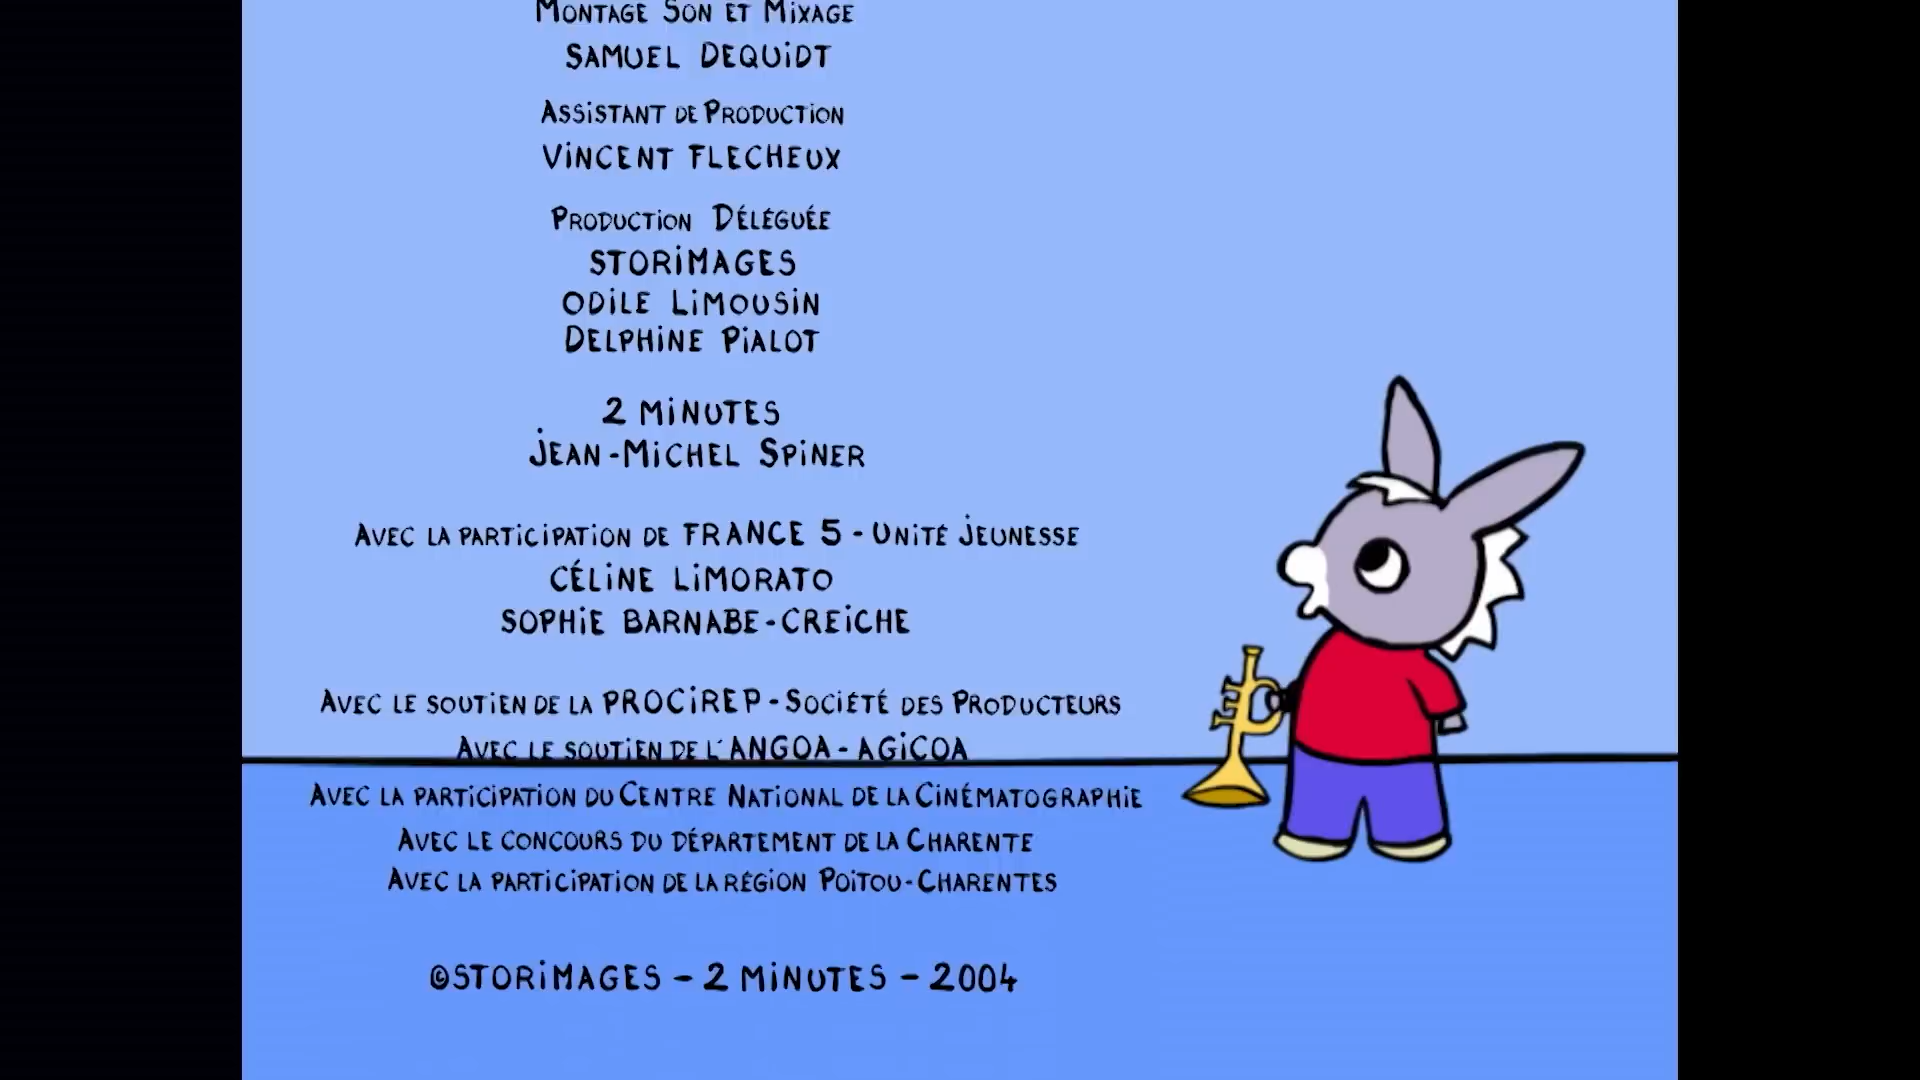 Montage Son et Mixage
SAMUEL DEQUIDT
Assistant de Production
VINCENT FLECHEUX
Production Déléguée
STORIMAGES
ODILE LIMOUSIN
DELPHINE PIALOT
2 MINUTES
JEAN-MICHEL SPINER
Avec la participation de FRANCE 5 - Unité Jeunesse
CÉLINE LIMORATO
SOPHIE BARNABE-CREICHE
Avec le soutien de la PROCIREP - Société des Producteurs
Avec le soutien de l'ANGOA - AGICOA
Avec la participation du Centre National de la Cinématographie
Avec le concours du département de la Charente
Avec la participation de la région Poitou-Charentes
©STORIMAGES - 2 MINUTES - 2004